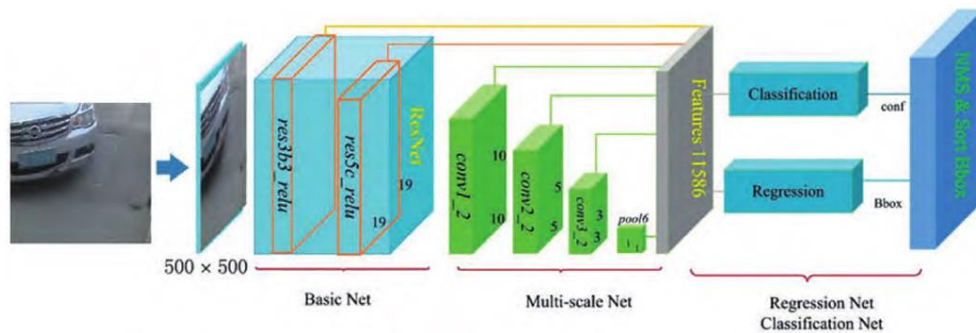 500 × 500
res3b3_relu
res5c_relu
ResNet
19
19
Basic Net
conv1_2
10
10
conv2_2
5
5
conv3_2
3
3
pool6
1
1
Multi-scale Net
Features 11586
Classification
conf
Regression
Bbox
NMS & Sort Bbox
Regression Net
Classification Net